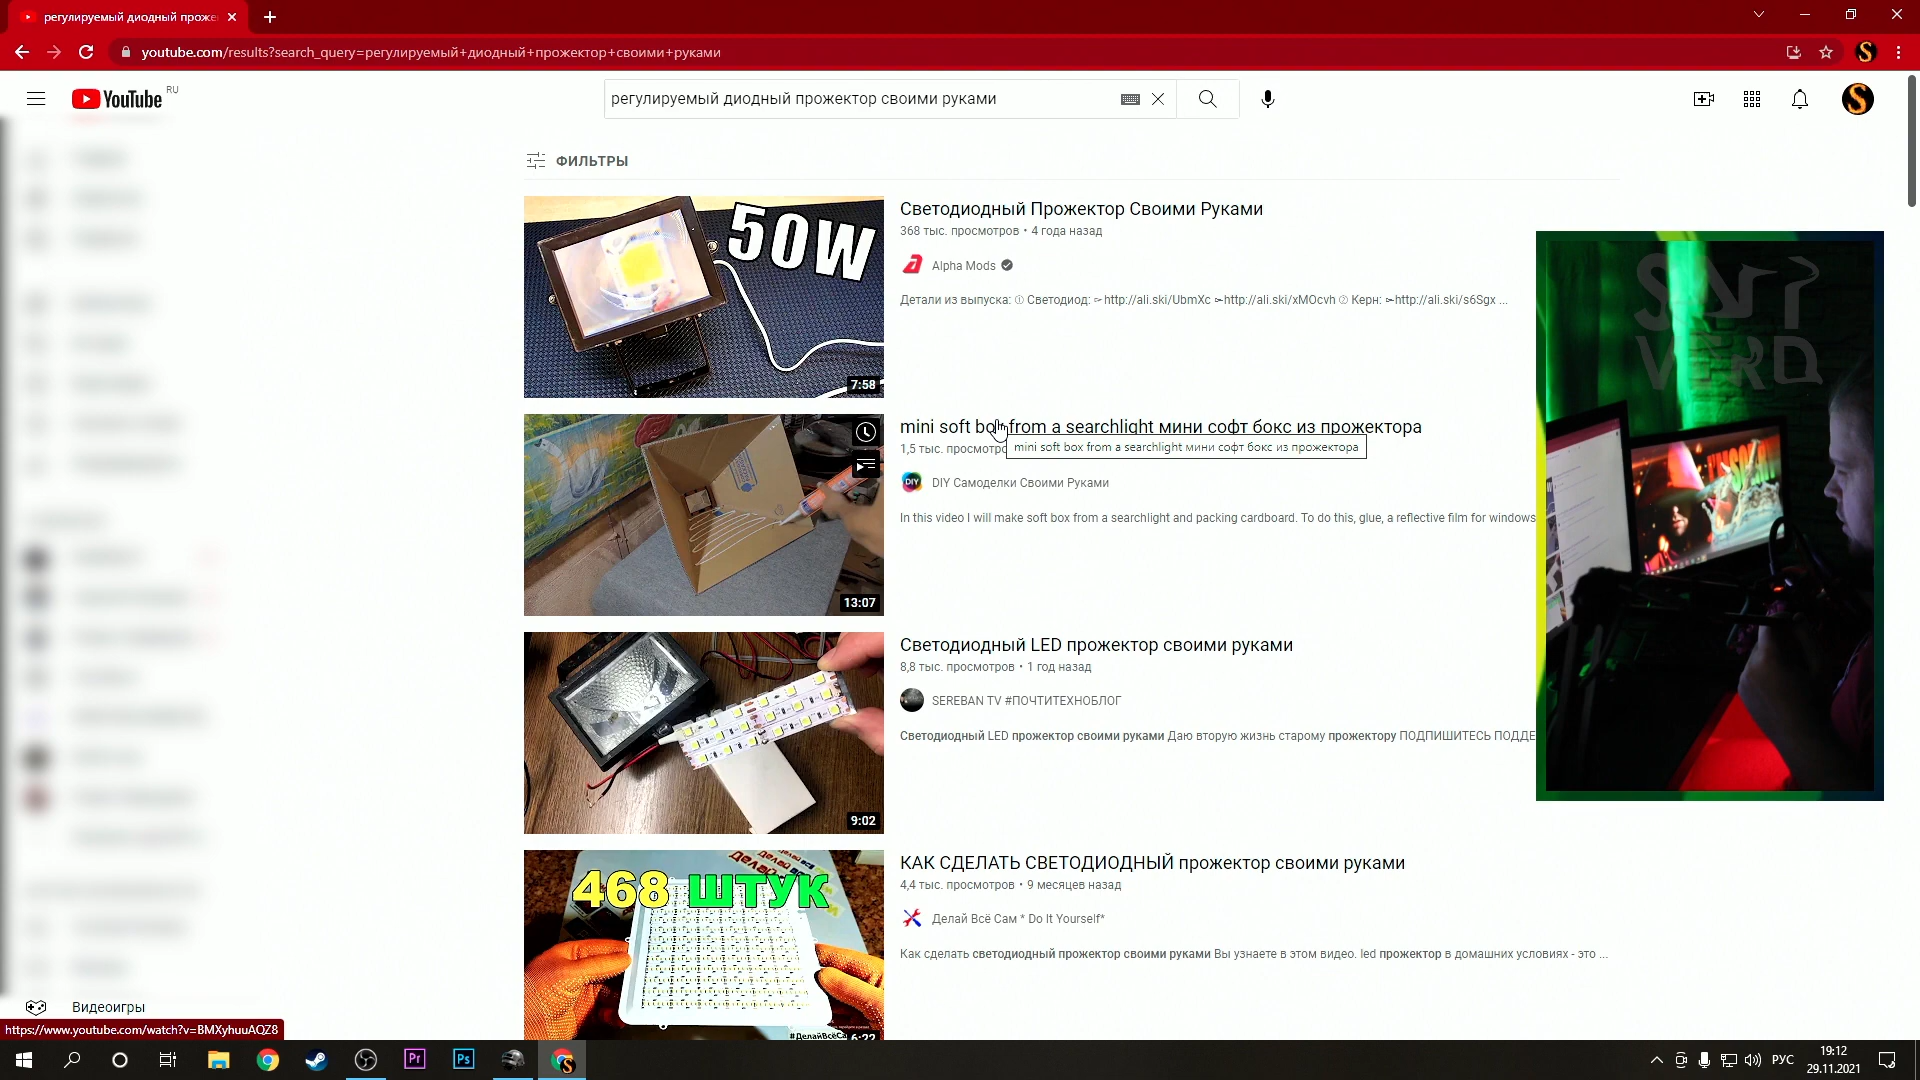 регулируемый диодный проже
youtube.com/results?search_query=регулируемый+диодный+прожектор+своими+руками
YouTube RU
регулируемый диодный прожектор своими руками
ФИЛЬТРЫ
50W
7:58
Светодиодный Прожектор Своими Руками
368 тыс. просмотров • 4 года назад
Alpha Mods
Детали из выпуска: ① Светодиод: ➛http://ali.ski/UbmXc ➛http://ali.ski/xMOcvh ② Керн: ➛http://ali.ski/s6Sgx ...
13:07
mini soft box from a searchlight мини софт бокс из прожектора
1,5 тыс. просмотро
mini soft box from a searchlight мини софт бокс из прожектора
DIY
DIY Самоделки Своими Руками
In this video I will make soft box from a searchlight and packing cardboard. To do this, glue, a reflective film for windows
9:02
Светодиодный LED прожектор своими руками
8,8 тыс. просмотров • 1 год назад
SEREBAN TV #ПОЧТИТЕХНОБЛОГ
Светодиодный LED прожектор своими руками Даю вторую жизнь старому прожектору ПОДПИШИТЕСЬ ПОДДЕ
468 ШТУК
#ДелайВсёСа
6:22
КАК СДЕЛАТЬ СВЕТОДИОДНЫЙ прожектор своими руками
4,4 тыс. просмотров • 9 месяцев назад
Делай Всё Сам * Do It Yourself*
Как сделать светодиодный прожектор своими руками Вы узнаете в этом видео. led прожектор в домашних условиях - это ...
Видеоигры
https://www.youtube.com/watch?v=BMXyhuuAQZ8
Pr
Ps
РУС
19:12
29.11.2021